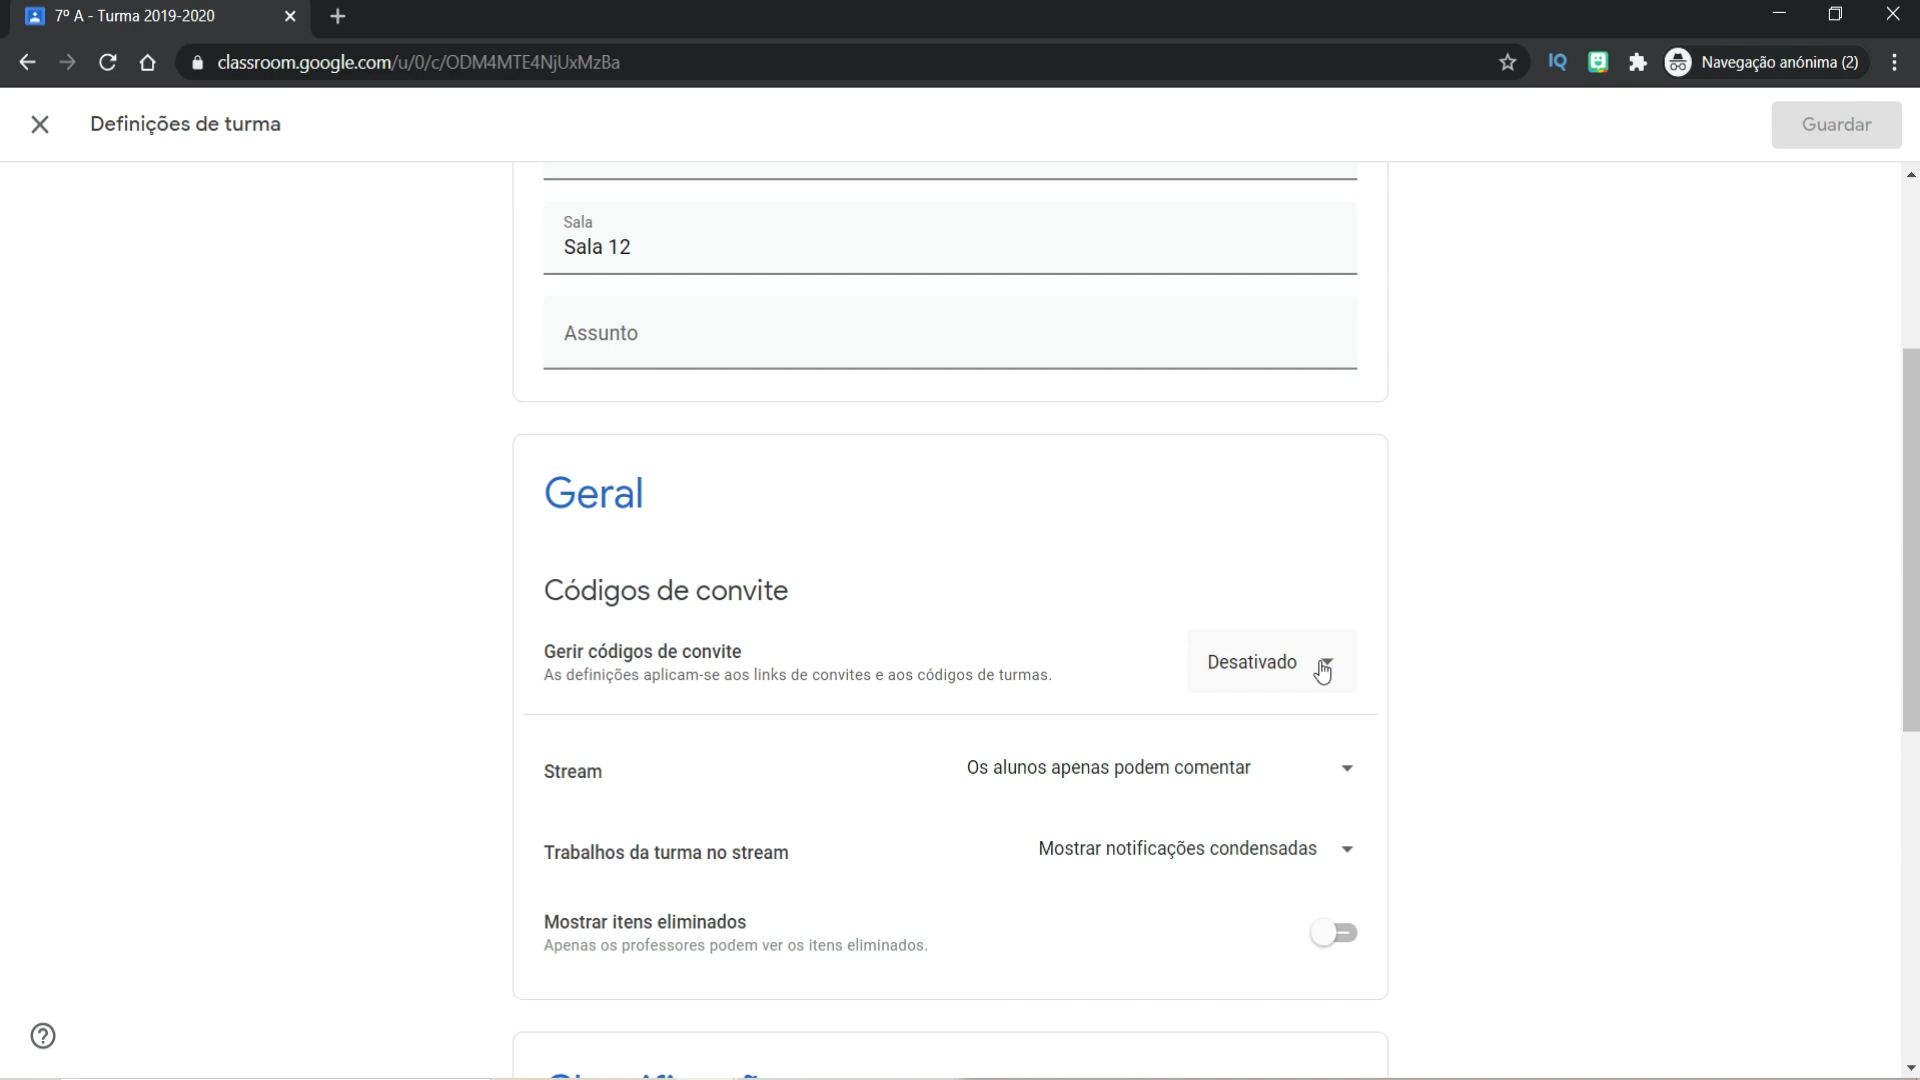 7º A - Turma 2019-2020
classroom.google.com/u/0/c/ODM4MTE4NjUxMzBa
IQ
Navegação anónima (2)
Definições de turma
Guardar
Sala
Sala 12
Assunto
Geral
Códigos de convite
Gerir códigos de convite
Desativado
As definições aplicam-se aos links de convites e aos códigos de turmas.
Stream
Os alunos apenas podem comentar
Trabalhos da turma no stream
Mostrar notificações condensadas
Mostrar itens eliminados
Apenas os professores podem ver os itens eliminados.